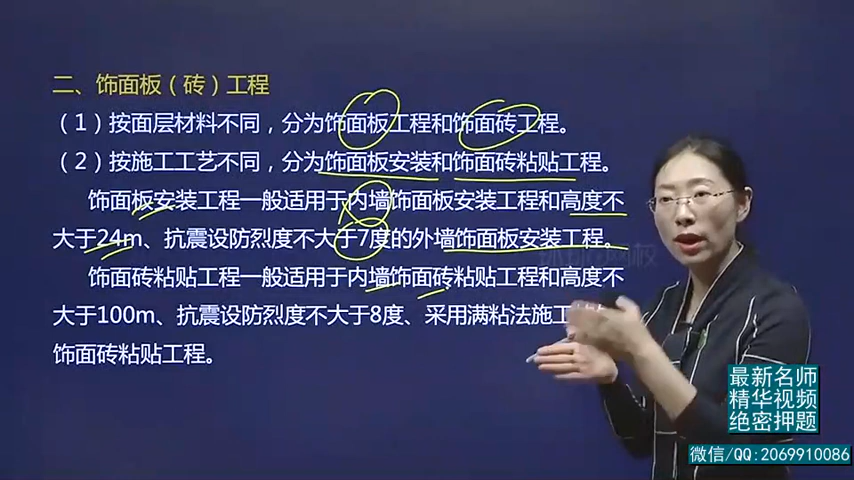 二、饰面板（砖）工程
（1）按面层材料不同，分为饰面板工程和饰面砖工程。
（2）按施工工艺不同，分为饰面板安装和饰面砖粘贴工程。
饰面板安装工程一般适用于内墙饰面板安装工程和高度不
大于24m、抗震设防烈度不大于7度的外墙饰面板安装工程。
饰面砖粘贴工程一般适用于内墙饰面砖粘贴工程和高度不
大于100m、抗震设防烈度不大于8度、采用满粘法施工
饰面砖粘贴工程。
最新名师
精华视频
绝密押题
微信/QQ:2069910086